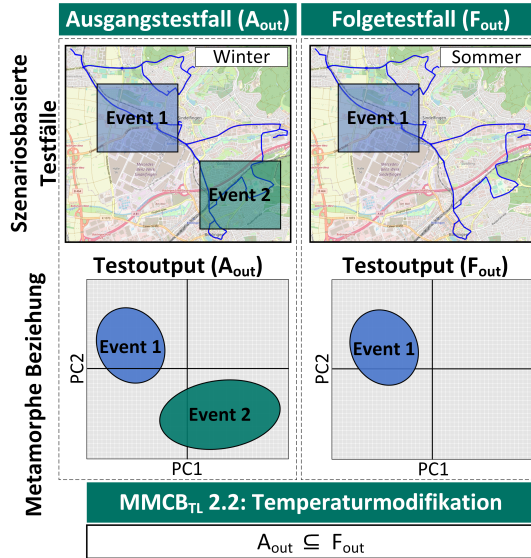 Ausgangstestfall (Aout)
Folgetestfall (Fout)
Szenariosbasierte
Testfälle
Winter
Event 1
Event 2
Sommer
Event 1
Metamorphe Beziehung
Testoutput (Aout)
Event 1
Event 2
PC2
PC1
Testoutput (Fout)
Event 1
PC2
PC1
MMCBTL 2.2: Temperaturmodifikation
Aout ⊆ Fout